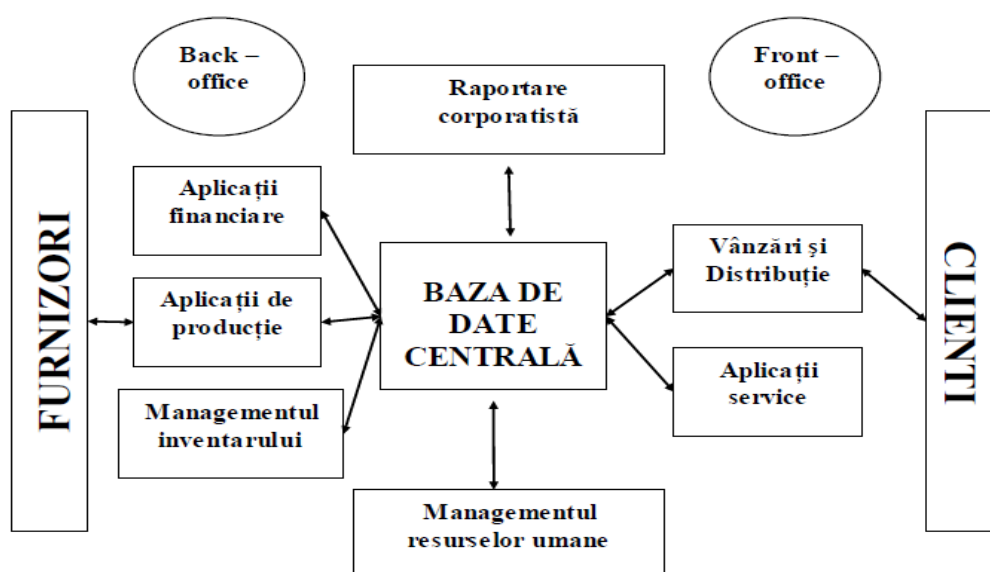 Back –
office
Front –
office
Raportare
corporatistă
FURNIZORI
Aplicații
financiare
Aplicații de
producție
Managementul
inventarului
BAZA DE
DATE
CENTRALĂ
Vânzări și
Distribuție
Aplicații
service
CLIENTI
Managementul
resurselor umane